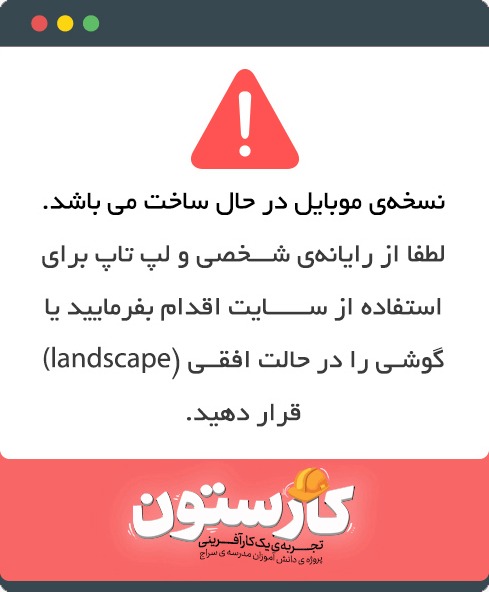 نسخه‌ی موبایل در حال ساخت می باشد.
لطفا از رایانه‌ی شخصی و لپ تاپ برای
استفاده از سایت اقدام بفرمایید یا
گوشی را در حالت افقی (landscape)
قرار دهید.
کارستون
تجربه‌ی یک کارآفرینی
پروژه ی دانش آموزان مدرسه ی سراج